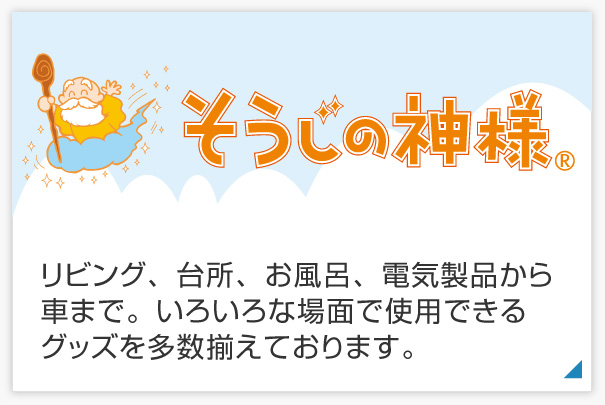 そうじの神様®
リビング、台所、お風呂、電気製品から
車まで。いろいろな場面で使用できる
グッズを多数揃えております。